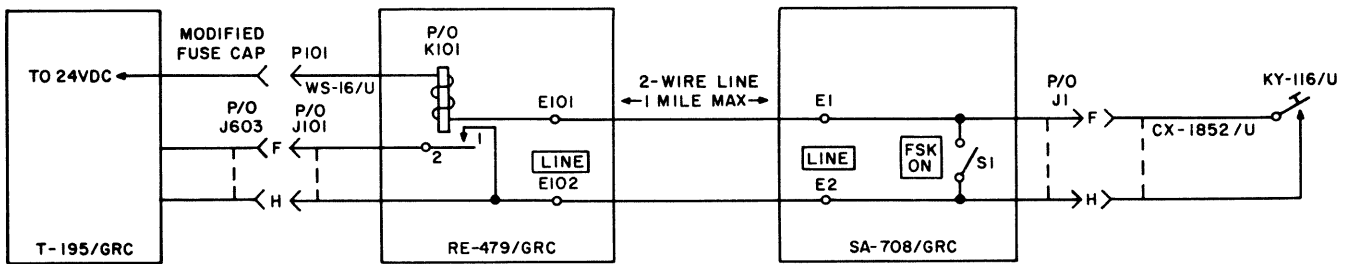 MODIFIED
FUSE CAP
P101
TO 24VDC
WS-16/U
P/O
J603
P/O
J101
F
H
T-195/GRC
P/O
K101
1
2
E101
LINE
E102
RE-479/GRC
2-WIRE LINE
1 MILE MAX
E1
LINE
E2
FSK
ON
S1
SA-708/GRC
P/O
J1
F
H
CX-1852/U
KY-116/U